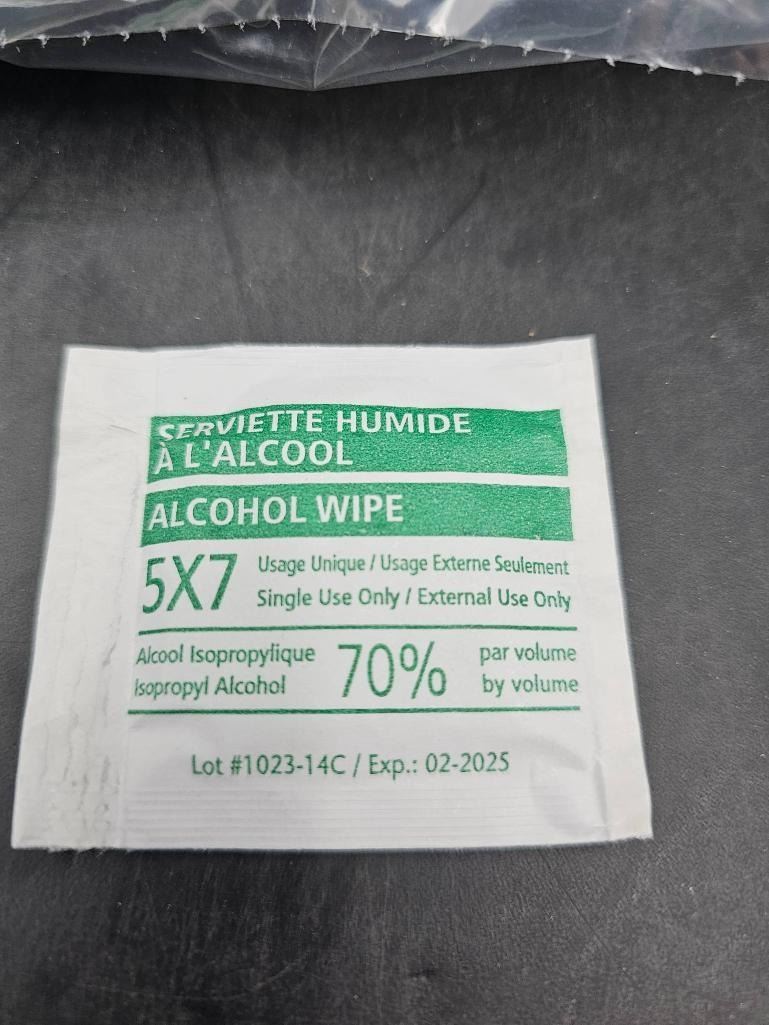 SERVIETTE HUMIDE
À L'ALCOOL
ALCOHOL WIPE
5X7
Usage Unique / Usage Externe Seulement
Single Use Only / External Use Only
Alcool Isopropylique
Isopropyl Alcohol
70%
par volume
by volume
Lot #1023-14C / Exp.: 02-2025